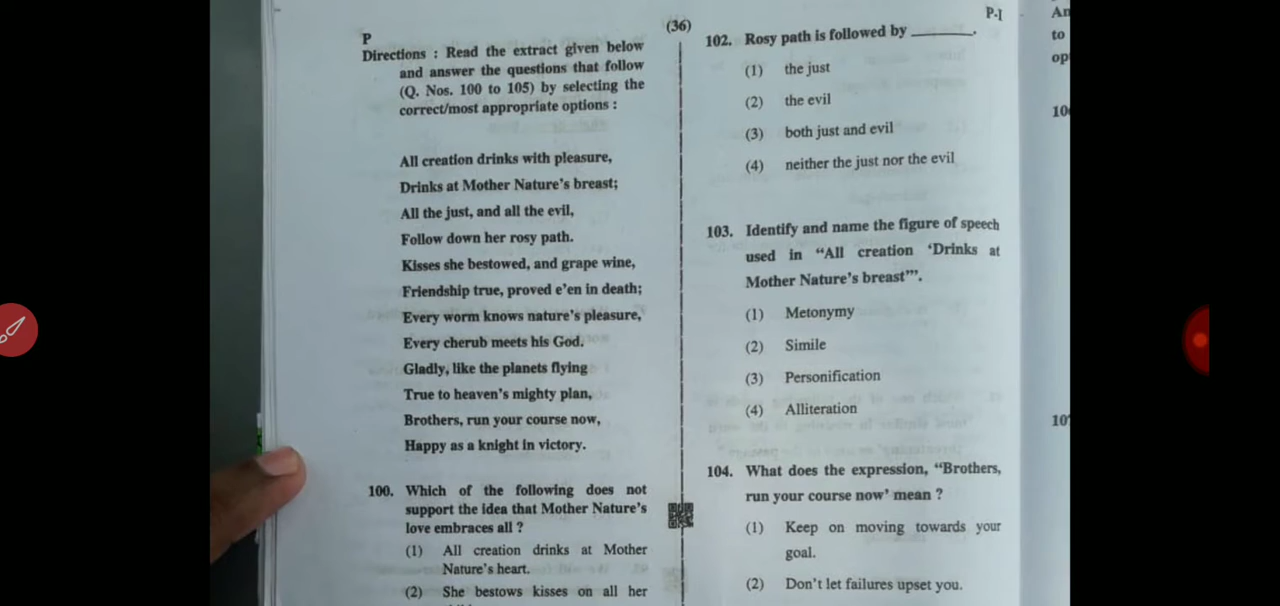 P
(36)
P-I
Directions : Read the extract given below
and answer the questions that follow
(Q. Nos. 100 to 105) by selecting the
correct/most appropriate options :
All creation drinks with pleasure,
Drinks at Mother Nature's breast;
All the just, and all the evil,
Follow down her rosy path.
Kisses she bestowed, and grape wine,
Friendship true, proved e'en in death;
Every worm knows nature's pleasure,
Every cherub meets his God.
Gladly, like the planets flying
True to heaven's mighty plan,
Brothers, run your course now,
Happy as a knight in victory.
100. Which of the following does not
support the idea that Mother Nature's
love embraces all ?
(1) All creation drinks at Mother
Nature's heart.
(2) She bestows kisses on all her
102. Rosy path is followed by ________.
(1) the just
(2) the evil
(3) both just and evil
(4) neither the just nor the evil
103. Identify and name the figure of speech
used in “All creation ‘Drinks at
Mother Nature's breast’”.
(1) Metonymy
(2) Simile
(3) Personification
(4) Alliteration
104. What does the expression, “Brothers,
run your course now’ mean ?
(1) Keep on moving towards your
goal.
(2) Don't let failures upset you.
to